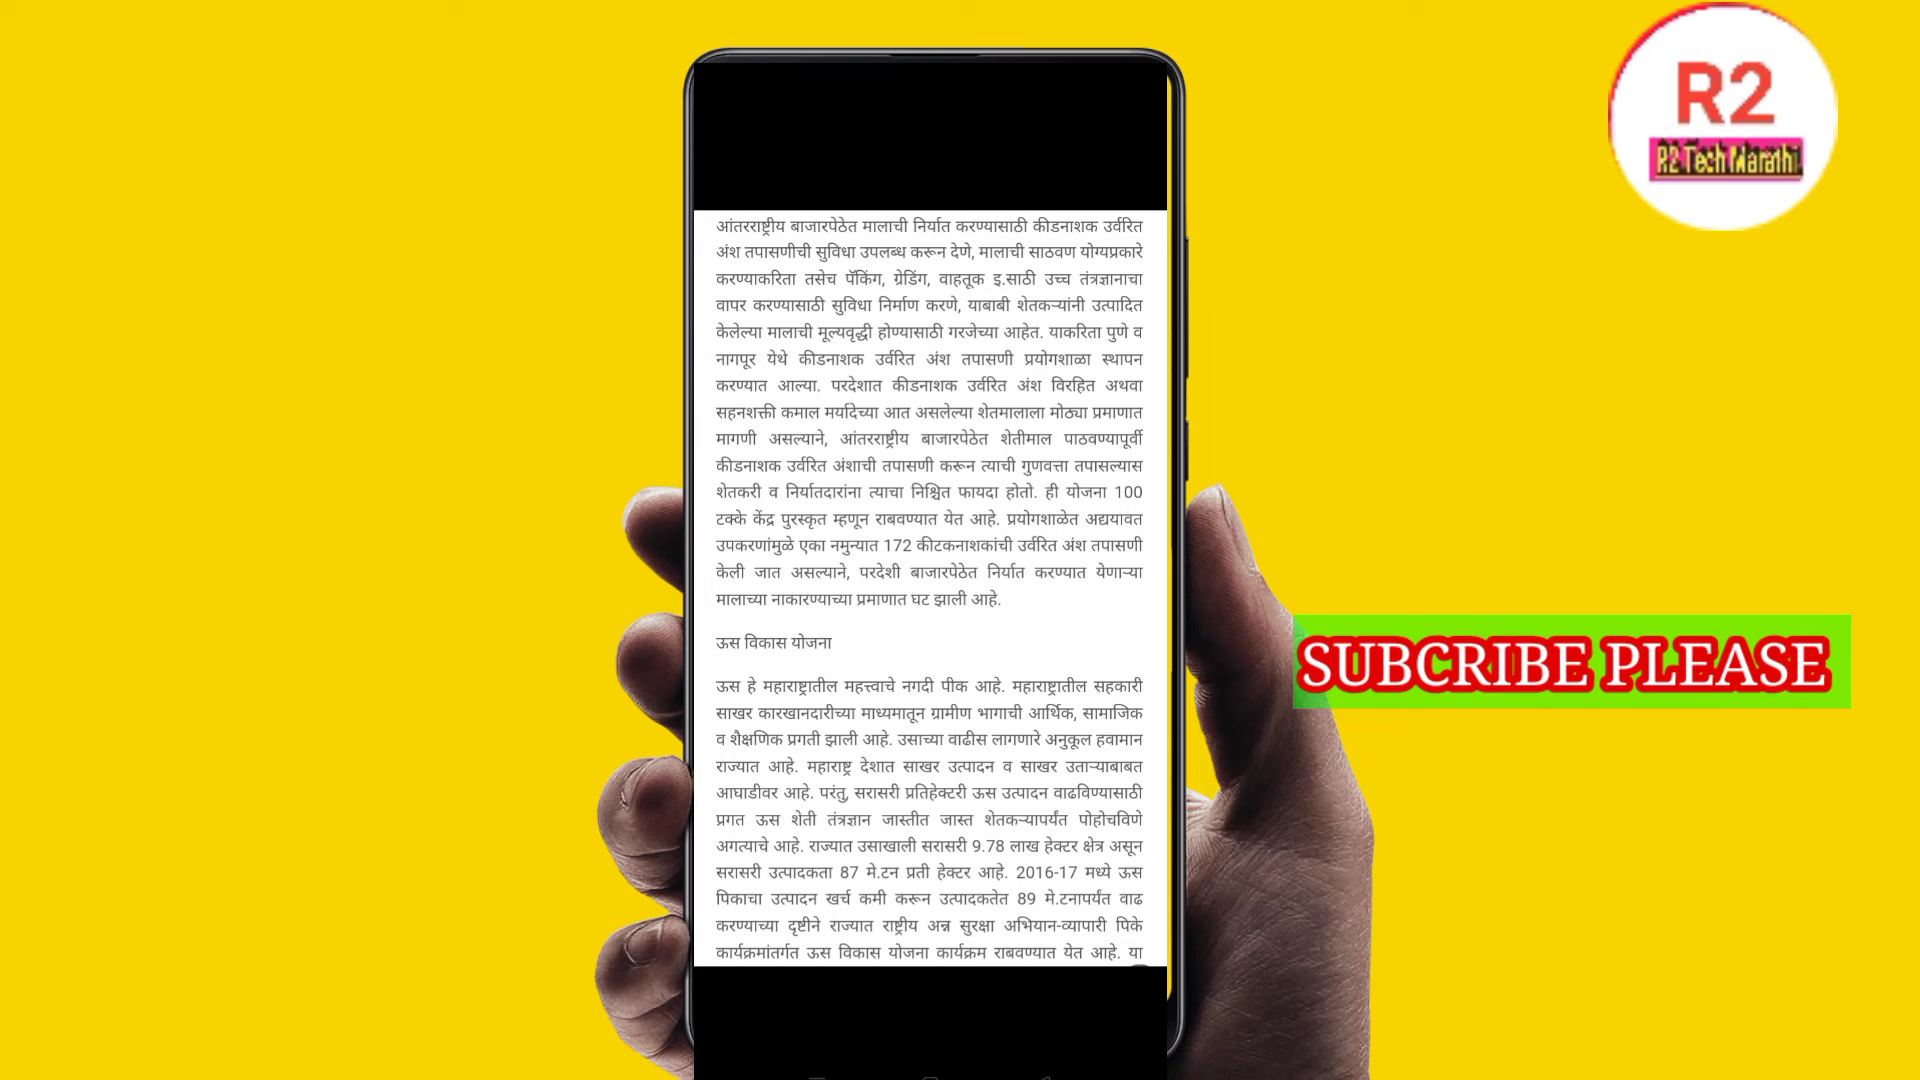 R2
R2 Tech Marathi
आंतरराष्ट्रीय बाजारपेठेत मालाची निर्यात करण्यासाठी कीडनाशक उर्वरित
अंश तपासणीची सुविधा उपलब्ध करून देणे, मालाची साठवण योग्यप्रकारे
करण्याकरिता तसेच पॅकिंग, ग्रेडिंग, वाहतूक इ.साठी उच्च तंत्रज्ञानाचा
वापर करण्यासाठी सुविधा निर्माण करणे, याबाबी शेतकऱ्यांनी उत्पादित
केलेल्या मालाची मूल्यवृद्धी होण्यासाठी गरजेच्या आहेत. याकरिता पुणे व
नागपूर येथे कीडनाशक उर्वरित अंश तपासणी प्रयोगशाळा स्थापन
करण्यात आल्या. परदेशात कीडनाशक उर्वरित अंश विरहित अथवा
सहनशक्ती कमाल मर्यादेच्या आत असलेल्या शेतमालाला मोठ्या प्रमाणात
मागणी असल्याने, आंतरराष्ट्रीय बाजारपेठेत शेतीमाल पाठवण्यापूर्वी
कीडनाशक उर्वरित अंशाची तपासणी करून त्याची गुणवत्ता तपासल्यास
शेतकरी व निर्यातदारांना त्याचा निश्चित फायदा होतो. ही योजना 100
टक्के केंद्र पुरस्कृत म्हणून राबवण्यात येत आहे. प्रयोगशाळेत अद्ययावत
उपकरणांमुळे एका नमुन्यात 172 कीटकनाशकांची उर्वरित अंश तपासणी
केली जात असल्याने, परदेशी बाजारपेठेत निर्यात करण्यात येणाऱ्या
मालाच्या नाकारण्याच्या प्रमाणात घट झाली आहे.
ऊस विकास योजना
ऊस हे महाराष्ट्रातील महत्त्वाचे नगदी पीक आहे. महाराष्ट्रातील सहकारी
साखर कारखानदारीच्या माध्यमातून ग्रामीण भागाची आर्थिक, सामाजिक
व शैक्षणिक प्रगती झाली आहे. उसाच्या वाढीस लागणारे अनुकूल हवामान
राज्यात आहे. महाराष्ट्र देशात साखर उत्पादन व साखर उताऱ्याबाबत
आघाडीवर आहे. परंतु, सरासरी प्रतिहेक्टरी ऊस उत्पादन वाढविण्यासाठी
प्रगत ऊस शेती तंत्रज्ञान जास्तीत जास्त शेतकऱ्यापर्यंत पोहोचविणे
अगत्याचे आहे. राज्यात उसाखाली सरासरी 9.78 लाख हेक्टर क्षेत्र असून
सरासरी उत्पादकता 87 मे.टन प्रती हेक्टर आहे. 2016-17 मध्ये ऊस
पिकाचा उत्पादन खर्च कमी करून उत्पादकतेत 89 मे.टनापर्यंत वाढ
करण्याच्या दृष्टीने राज्यात राष्ट्रीय अन्न सुरक्षा अभियान-व्यापारी पिके
कार्यक्रमांतर्गत ऊस विकास योजना कार्यक्रम राबवण्यात येत आहे. या
SUBCRIBE PLEASE